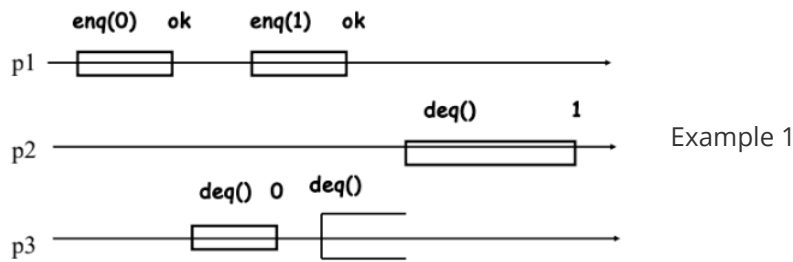 enq(0) ok enq(1) ok
p1
deq() 1
Example 1
p2
deq() 0 deq()
p3